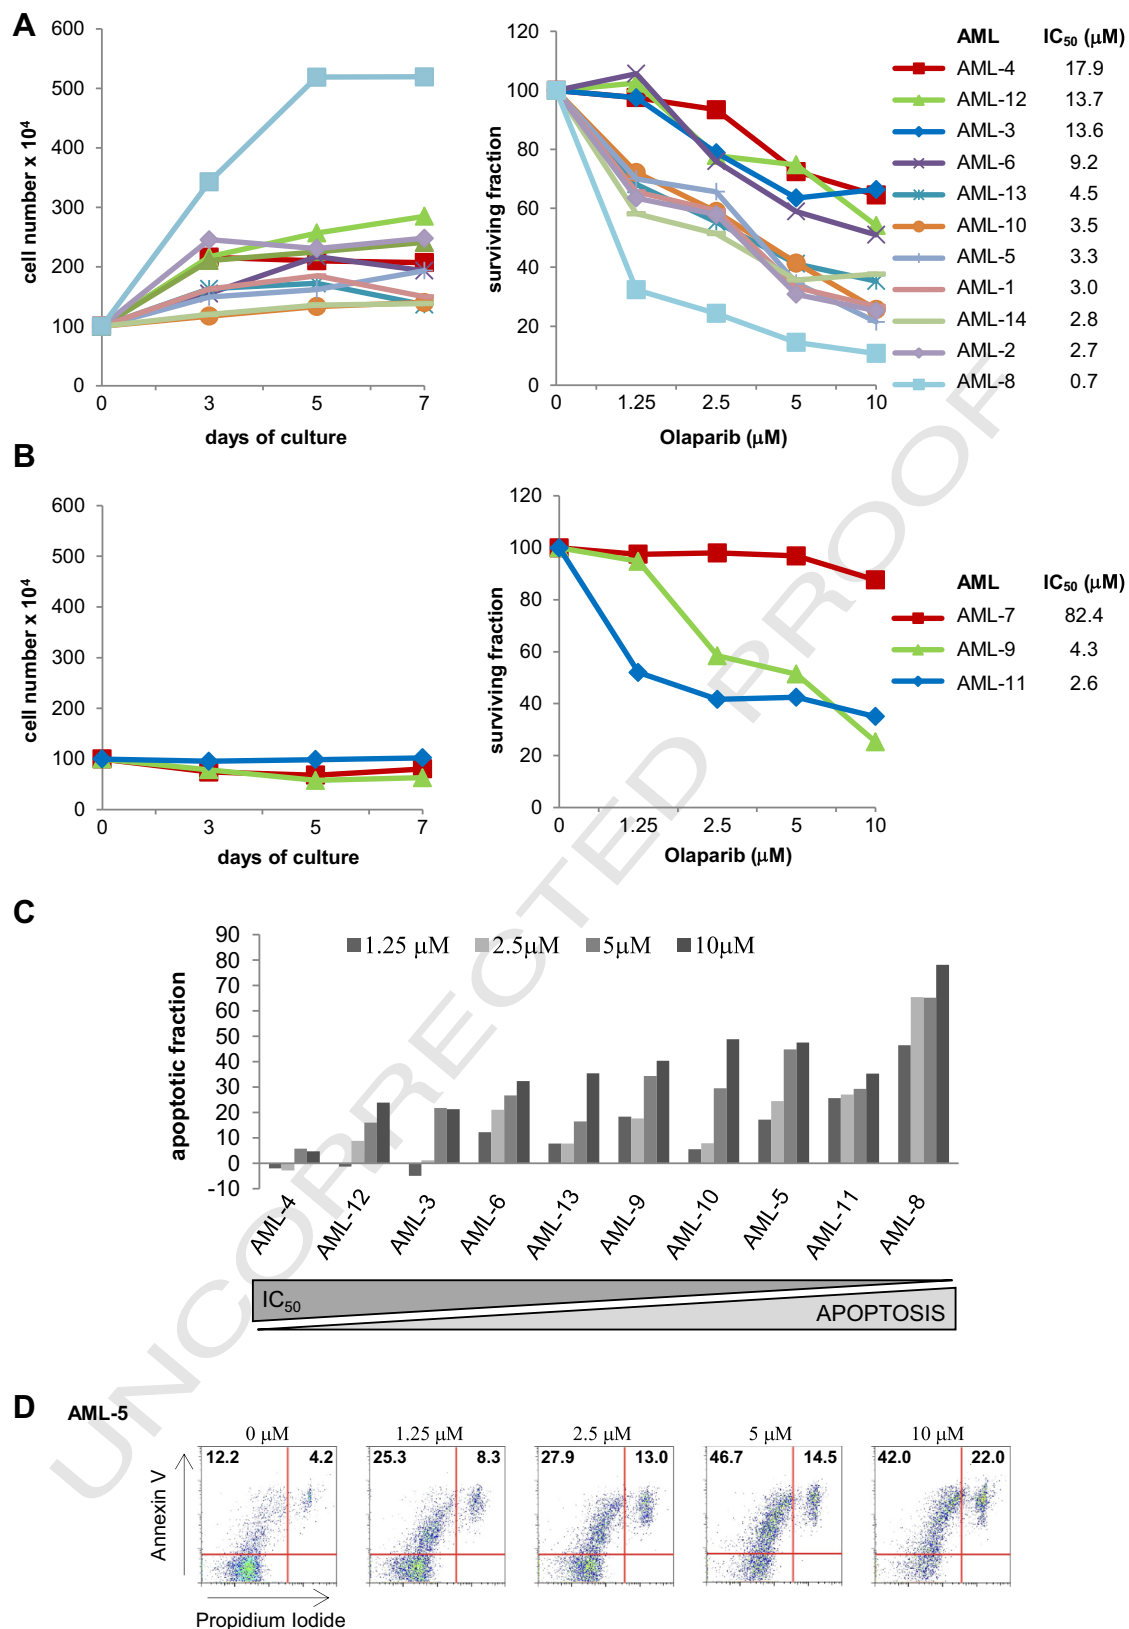 A
600
500
400
300
200
100
0
cell number x 10⁴
0 3 5 7
days of culture
120
100
80
60
40
20
0
surviving fraction
0 1.25 2.5 5 10
Olaparib (µM)
AML IC₅₀ (µM)
AML-4 17.9
AML-12 13.7
AML-3 13.6
AML-6 9.2
AML-13 4.5
AML-10 3.5
AML-5 3.3
AML-1 3.0
AML-14 2.8
AML-2 2.7
AML-8 0.7
B
600
500
400
300
200
100
0
cell number x 10⁴
0 3 5 7
days of culture
120
100
80
60
40
20
0
surviving fraction
0 1.25 2.5 5 10
Olaparib (µM)
AML IC₅₀ (µM)
AML-7 82.4
AML-9 4.3
AML-11 2.6
C
90
80
70
60
50
40
30
20
10
0
-10
apoptotic fraction
1.25 µM 2.5µM 5µM 10µM
AML-4 AML-12 AML-3 AML-6 AML-13 AML-9 AML-10 AML-5 AML-11 AML-8
IC₅₀
APOPTOSIS
D
AML-5
0 µM 1.25 µM 2.5 µM 5 µM 10 µM
12.2 4.2 25.3 8.3 27.9 13.0 46.7 14.5 42.0 22.0
Annexin V
Propidium Iodide
UNCORRECTED PROOF